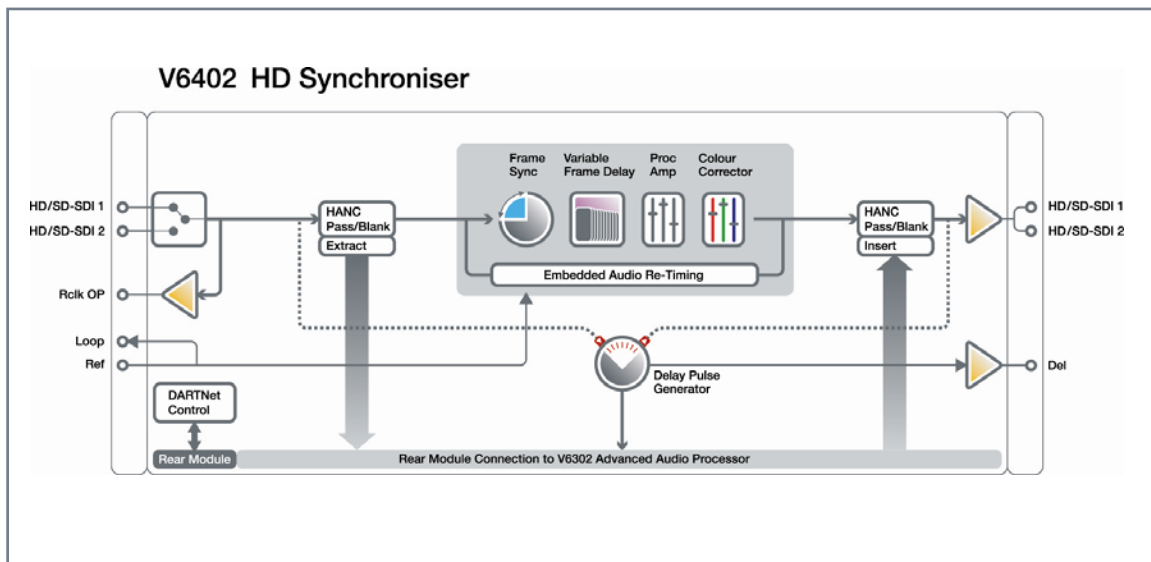 V6402 HD Synchroniser
Frame
Sync
Variable
Frame Delay
Proc
Amp
Colour
Corrector
HD/SD-SDI 1
HD/SD-SDI 2
HANC
Pass/Blank
Extract
HANC
Pass/Blank
Insert
HD/SD-SDI 1
HD/SD-SDI 2
Embedded Audio Re-Timing
Rclk OP
Loop
Ref
Delay Pulse
Generator
Del
DARTNet
Control
Rear Module
Rear Module Connection to V6302 Advanced Audio Processor